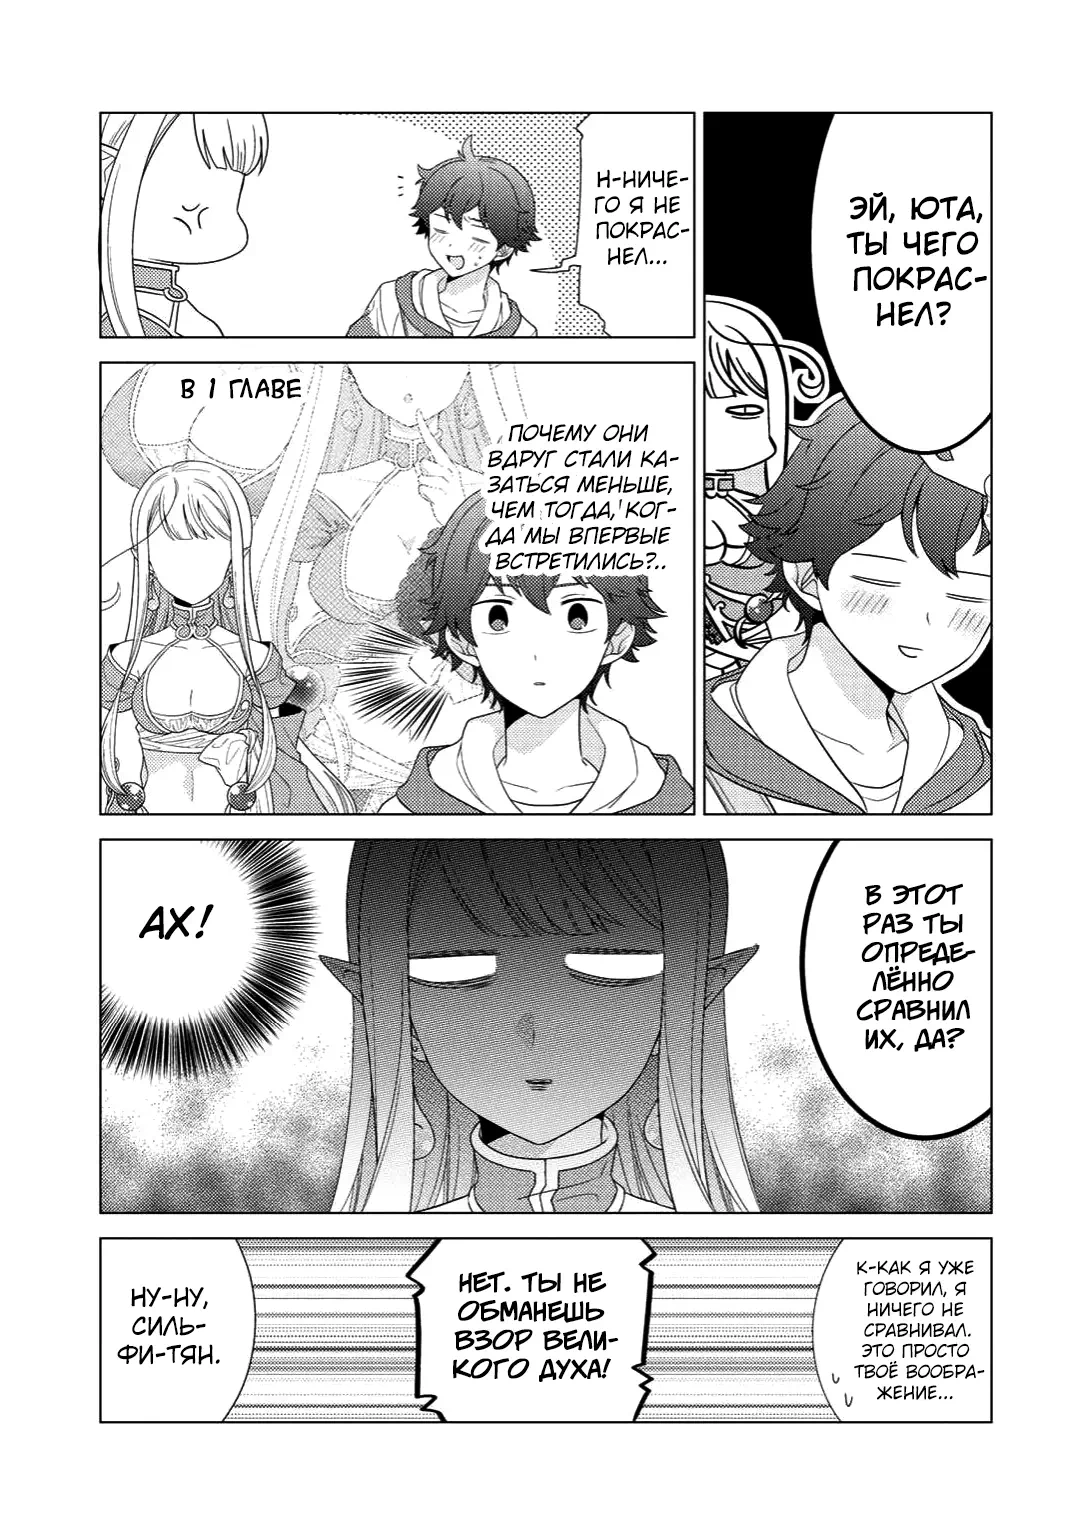 ЭЙ, ЮТА,
ТЫ ЧЕГО
ПОКРАС-
НЕЛ?
Н-НИЧЕ-
ГО Я НЕ
ПОКРАС-
НЕЛ...
В 1 ГЛАВЕ
ПОЧЕМУ ОНИ
ВДРУГ СТАЛИ КА-
ЗАТЬСЯ МЕНЬШЕ,
ЧЕМ ТОГДА, КОГ-
ДА МЫ ВПЕРВЫЕ
ВСТРЕТИЛИСЬ?..
В ЭТОТ
РАЗ ТЫ
ОПРЕДЕ-
ЛЁННО
СРАВНИЛ
ИХ, ДА?
АХ!
К-КАК Я УЖЕ
ГОВОРИЛ, Я
НИЧЕГО НЕ
СРАВНИВАЛ.
ЭТО ПРОСТО
ТВОЁ ВООБРА-
ЖЕНИЕ...
НЕТ. ТЫ НЕ
ОБМАНЕШЬ
ВЗОР ВЕЛИ-
КОГО ДУХА!
НУ-НУ,
СИЛЬ-
ФИ-ТЯН.